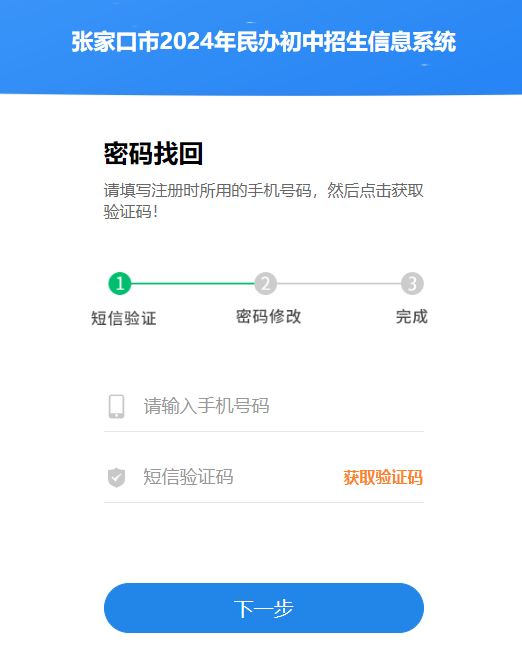 张家口市2024年民办初中招生信息系统
密码找回
请填写注册时所用的手机号码，然后点击获取
验证码！
1 2 3
短信验证 密码修改 完成
请输入手机号码
短信验证码 获取验证码
下一步